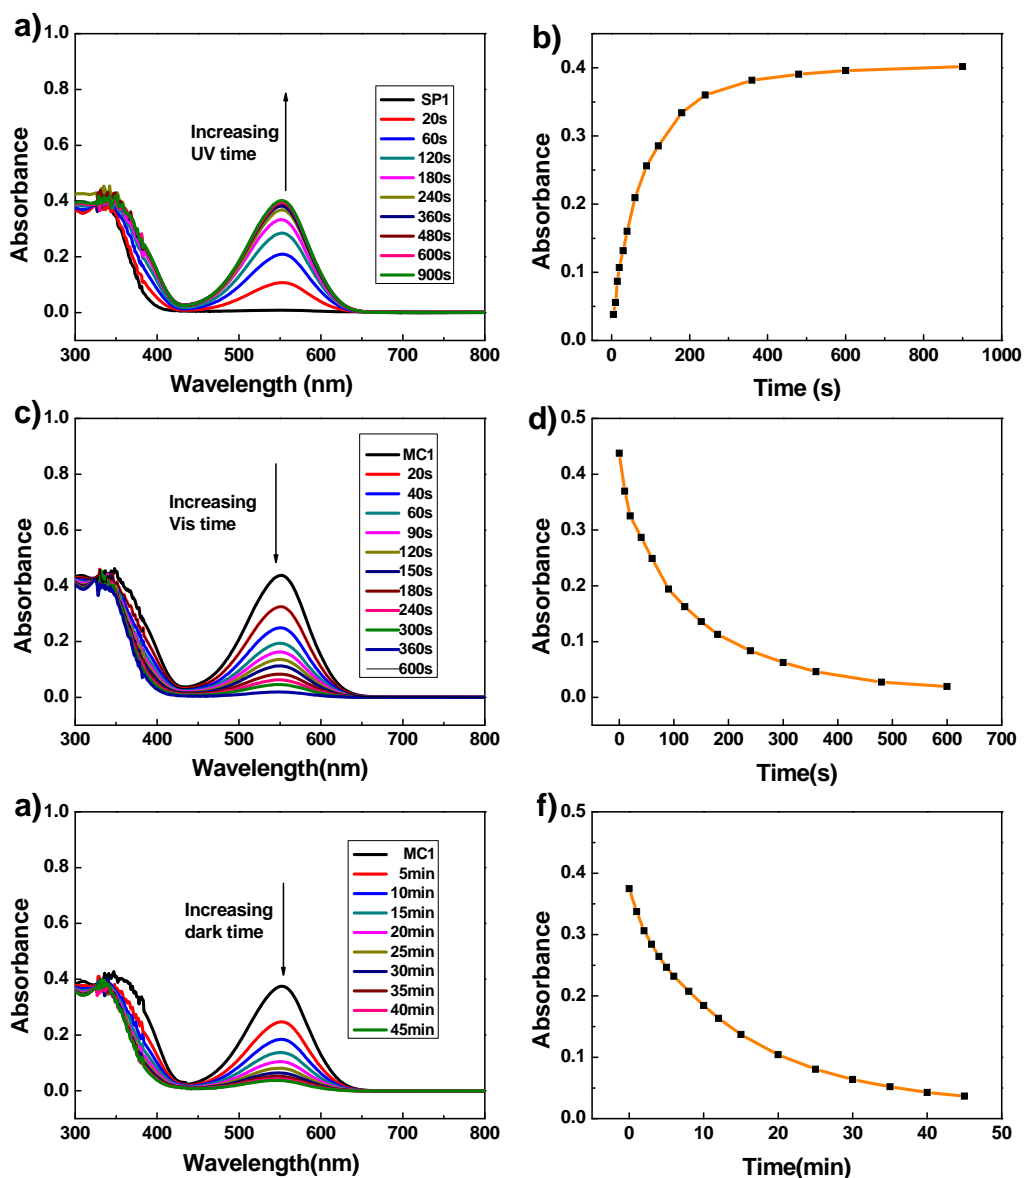 a)
1.0
0.8
0.6
0.4
0.2
0.0
Absorbance
300 400 500 600 700 800
Wavelength (nm)
Increasing
UV time
SP1
20s
60s
120s
180s
240s
360s
480s
600s
900s
b)
0.4
0.3
0.2
0.1
0.0
Absorbance
0 200 400 600 800 1000
Time (s)
c)
1.0
0.8
0.6
0.4
0.2
0.0
Absorbance
300 400 500 600 700 800
Wavelength(nm)
Increasing
Vis time
MC1
20s
40s
60s
90s
120s
150s
180s
240s
300s
360s
600s
d)
0.5
0.4
0.3
0.2
0.1
0.0
Absorbance
0 100 200 300 400 500 600 700
Time(s)
a)
1.0
0.8
0.6
0.4
0.2
0.0
Absorbance
300 400 500 600 700 800
Wavelength(nm)
Increasing
dark time
MC1
5min
10min
15min
20min
25min
30min
35min
40min
45min
f)
0.5
0.4
0.3
0.2
0.1
0.0
Absorbance
0 10 20 30 40 50
Time(min)